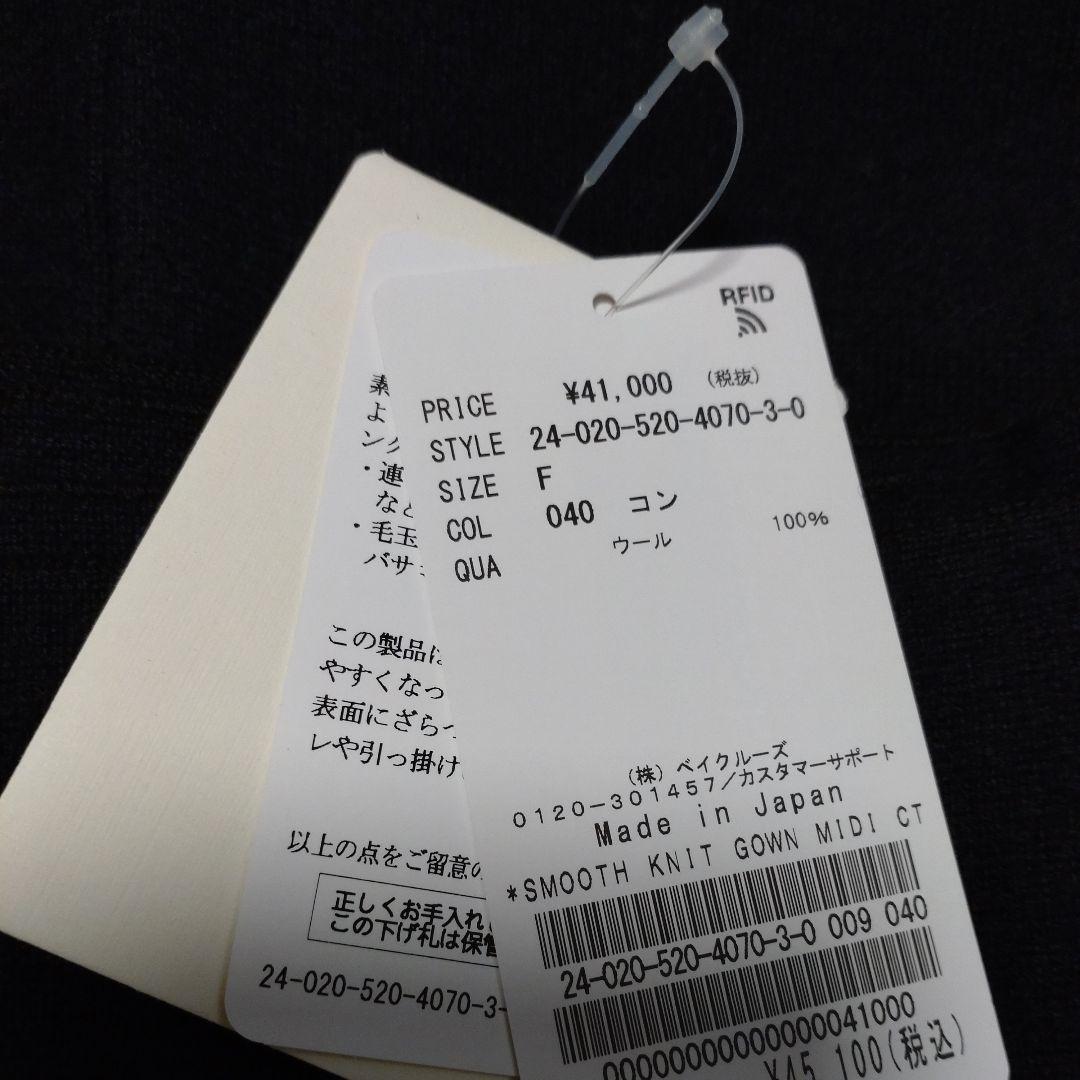 RFID
PRICE ¥41,000 (税抜)
STYLE 24-020-520-4070-3-0
SIZE F
COL 040 コン
QUA ウール 100%
(株) ベイクルーズ
0120-301457/カスタマーサポート
Made in Japan
*SMOOTH KNIT GOWN MIDI CT
24-020-520-4070-3-0 009 040
00000000000000041000
¥45,100(税込)
素
よ
ング
・連
など
・毛玉
バサ
この製品は
やすくなっ
表面にざらつ
レや引っ掛け
以上の点をご留意の
正しくお手入れ
この下げ札は保管
24-020-520-4070-3-